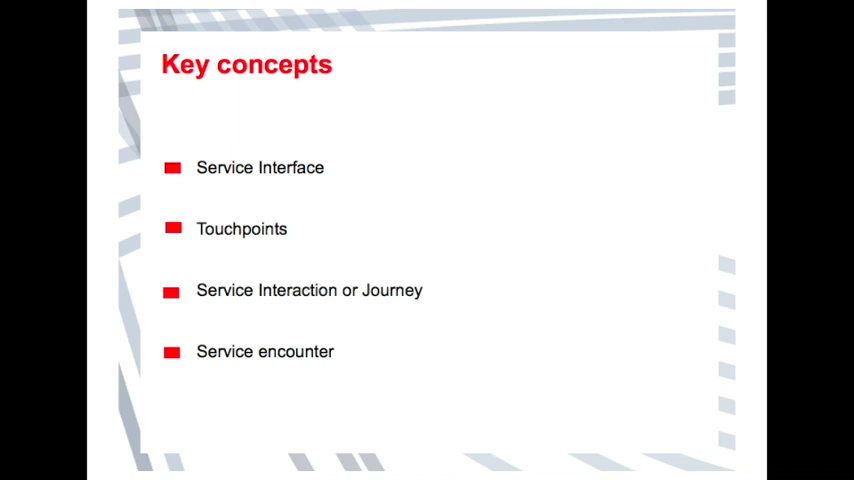 Key concepts
Service Interface
Touchpoints
Service Interaction or Journey
Service encounter